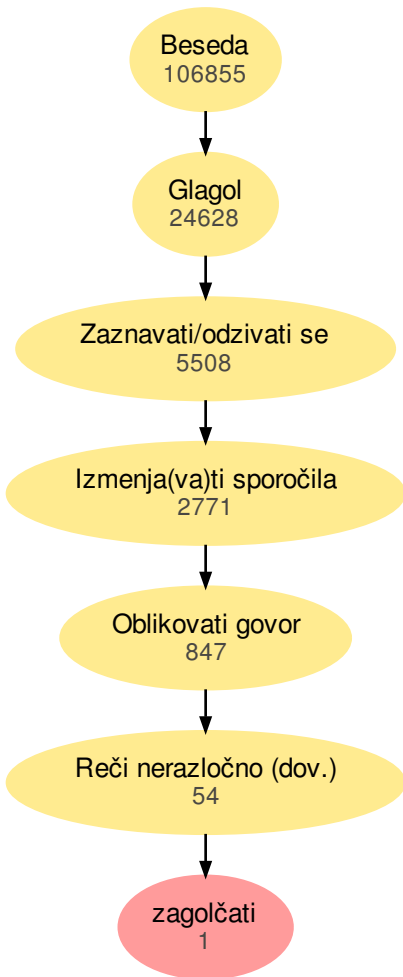 Beseda
106855
Glagol
24628
Zaznavati/odzivati se
5508
Izmenja(va)ti sporočila
2771
Oblikovati govor
847
Reči nerazločno (dov.)
54
zagolčati
1